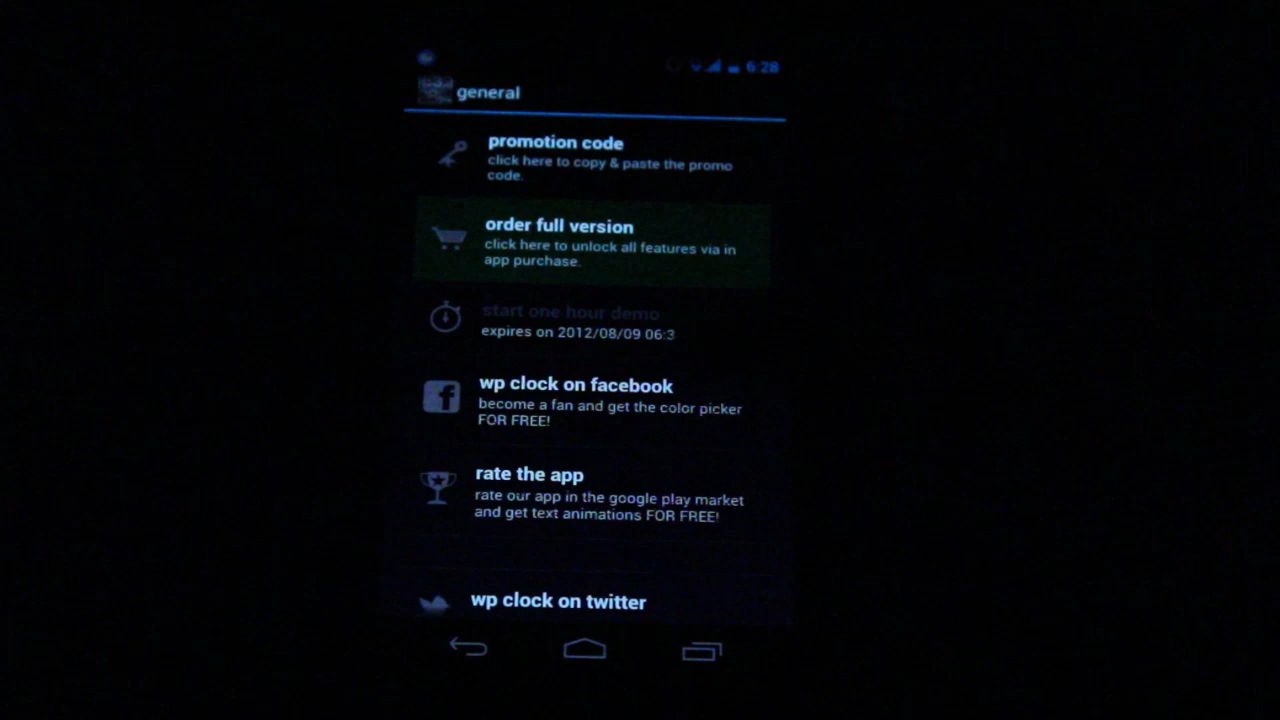 6:28
general
promotion code
click here to copy & paste the promo
code.
order full version
click here to unlock all features via in
app purchase.
start one hour demo
expires on 2012/08/09 06:3
wp clock on facebook
become a fan and get the color picker
FOR FREE!
rate the app
rate our app in the google play market
and get text animations FOR FREE!
wp clock on twitter